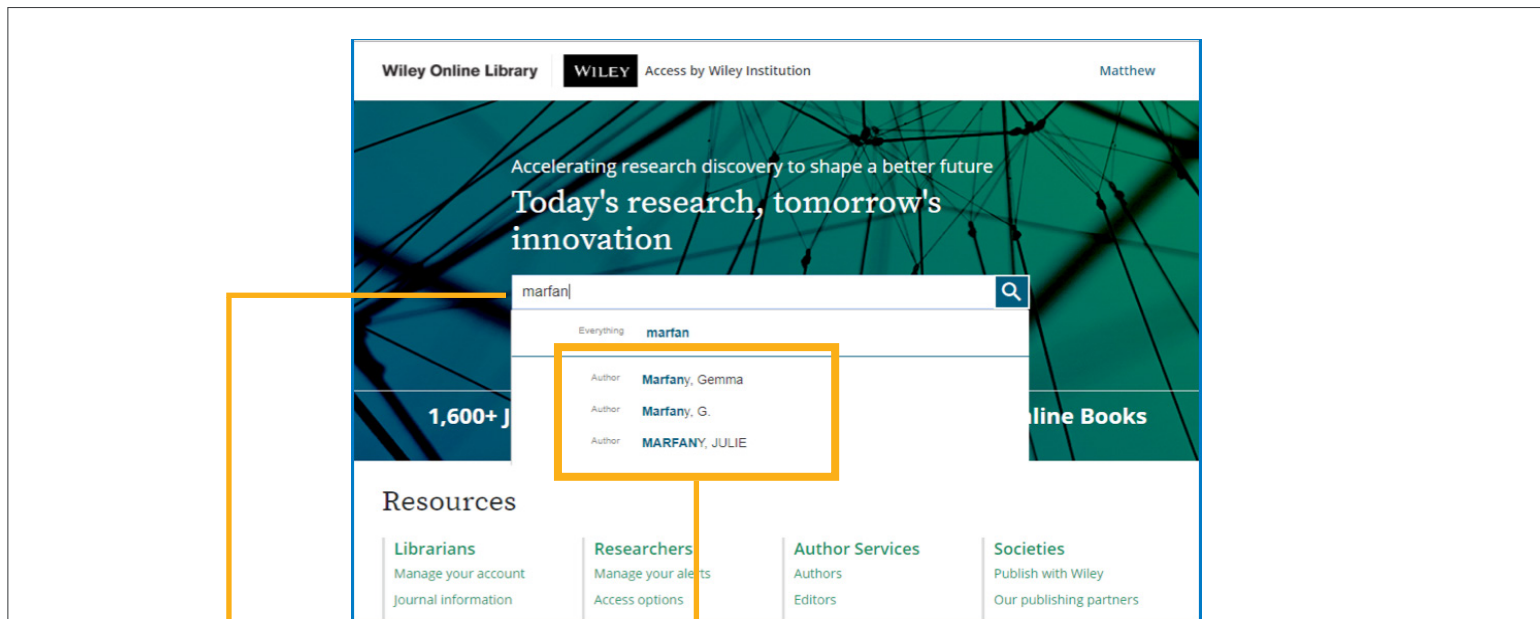 Wiley Online Library WILEY Access by Wiley Institution Matthew
Accelerating research discovery to shape a better future
Today's research, tomorrow's
innovation
marfan
Everything marfan
Author Marfany, Gemma
Author Marfany, G.
Author MARFANY, JULIE
1,600+ Books
Resources
Librarians Researchers Author Services Societies
Manage your account Manage your alerts Authors Publish with Wiley
Journal information Access options Editors Our publishing partners